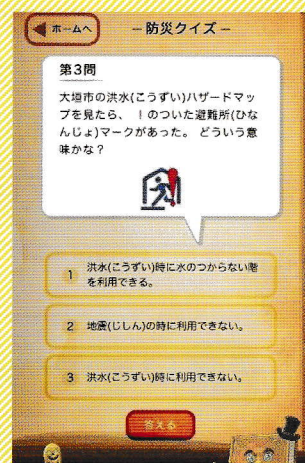 ホームへ
－防災クイズ－
第3問
大垣市の洪水(こうずい)ハザードマッ
プを見たら、！のついた避難所(ひな
んじょ)マークがあった。どういう意
味かな？
1 洪水(こうずい)時に水のつからない階
を利用できる。
2 地震(じしん)の時に利用できない。
3 洪水(こうずい)時に利用できない。
答える